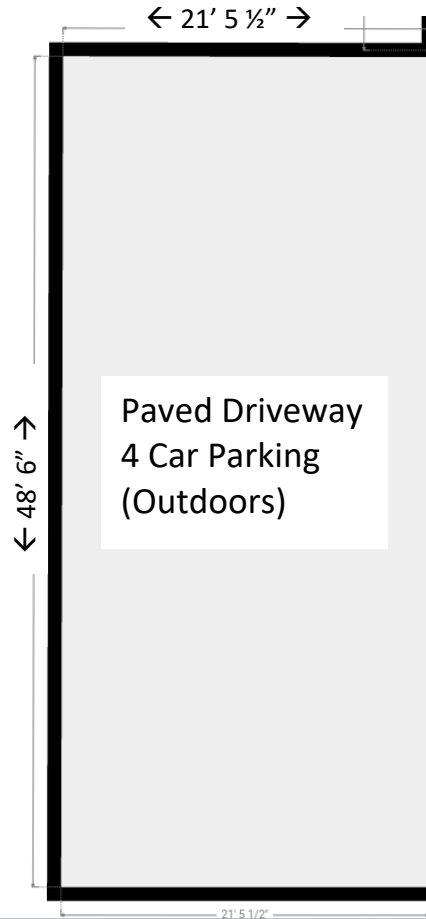 ← 21' 5 ½” →
← 48' 6” →
Paved Driveway
4 Car Parking
(Outdoors)
21' 5 1/2"